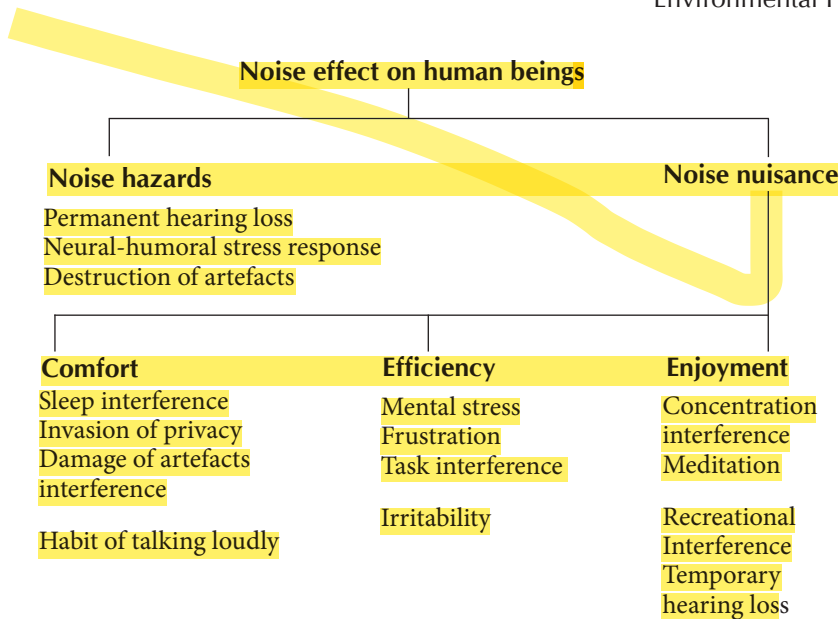 Noise effect on human beings
Noise hazards
Noise nuisance
Permanent hearing loss
Neural-humoral stress response
Destruction of artefacts
Comfort
Efficiency
Enjoyment
Sleep interference
Invasion of privacy
Damage of artefacts
interference
Habit of talking loudly
Mental stress
Frustration
Task interference
Irritability
Concentration
interference
Meditation
Recreational
Interference
Temporary
hearing loss